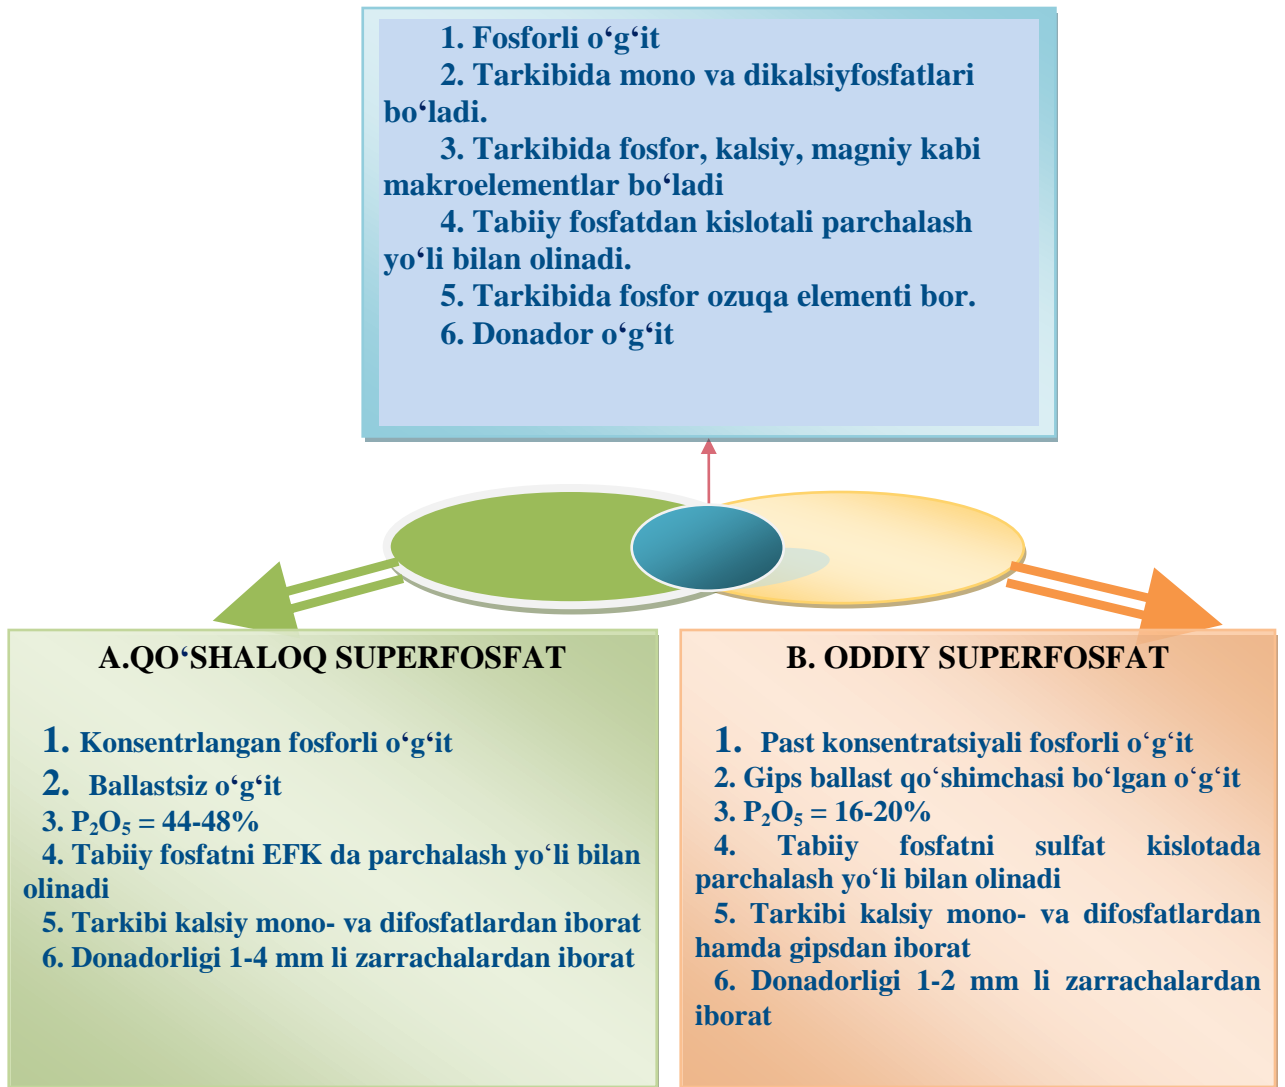 1. Fosforli o‘g‘it
2. Tarkibida mono va dikalsiyfosfatlari
bo‘ladi.
3. Tarkibida fosfor, kalsiy, magniy kabi
makroelementlar bo‘ladi
4. Tabiiy fosfatdan kislotali parchalash
yo‘li bilan olinadi.
5. Tarkibida fosfor ozuqa elementi bor.
6. Donador o‘g‘it
A.QO‘SHALOQ SUPERFOSFAT
1. Konsentrlangan fosforli o‘g‘it
2. Ballastsiz o‘g‘it
3. P₂O₅ = 44-48%
4. Tabiiy fosfatni EFK da parchalash yo‘li bilan
olinadi
5. Tarkibi kalsiy mono- va difosfatlardan iborat
6. Donadorligi 1-4 mm li zarrachalardan iborat
B. ODDIY SUPERFOSFAT
1. Past konsentratsiyali fosforli o‘g‘it
2. Gips ballast qo‘shimchasi bo‘lgan o‘g‘it
3. P₂O₅ = 16-20%
4. Tabiiy fosfatni sulfat kislotada
parchalash yo‘li bilan olinadi
5. Tarkibi kalsiy mono- va difosfatlardan
hamda gipsdan iborat
6. Donadorligi 1-2 mm li zarrachalardan
iborat